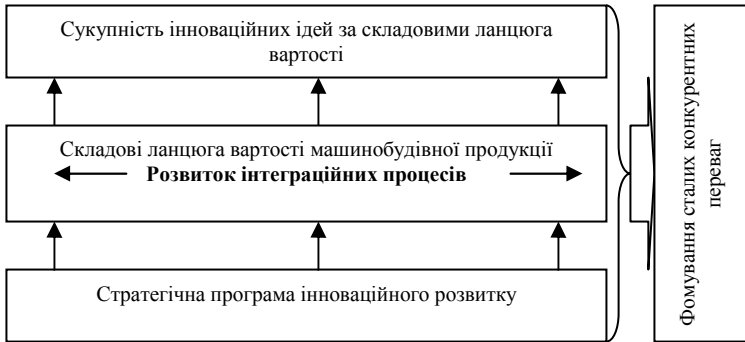 Сукупність інноваційних ідей за складовими ланцюга
вартості
Складові ланцюга вартості машинобудівної продукції
Розвиток інтеграційних процесів
Стратегічна програма інноваційного розвитку
Фомування сталих конкурентних
переваг